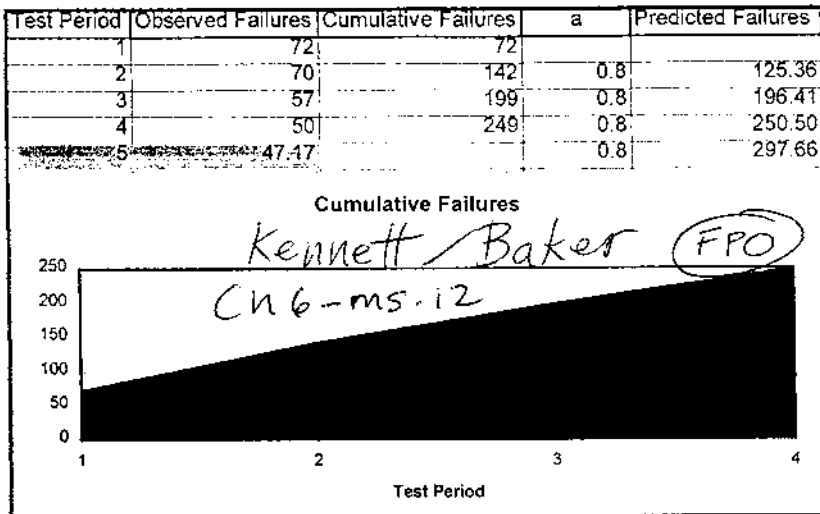 Test Period Observed Failures Cumulative Failures a Predicted Failures
1 72 72
2 70 142 0.8 125.36
3 57 199 0.8 196.41
4 50 249 0.8 250.50
5 47.17 0.8 297.66
Cumulative Failures
Kennett/Baker FPO
Ch 6-ms.i2
250
200
150
100
50
0
1 2 3 4
Test Period